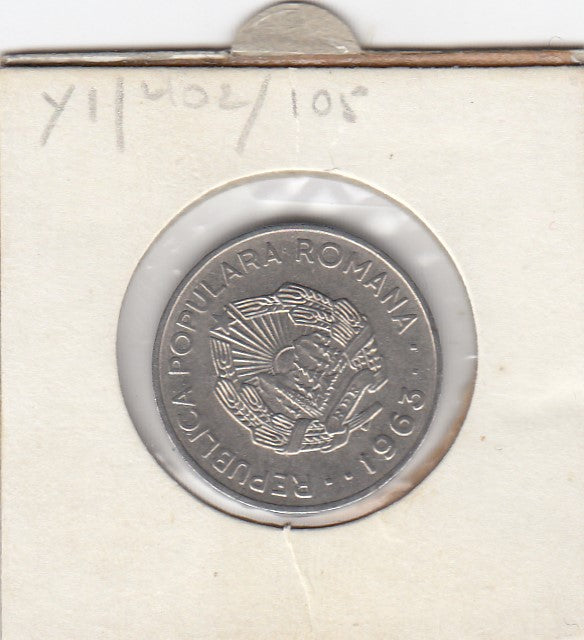 Y1/402/105
REPUBLICA POPULARA ROMANA
· 1963 ·